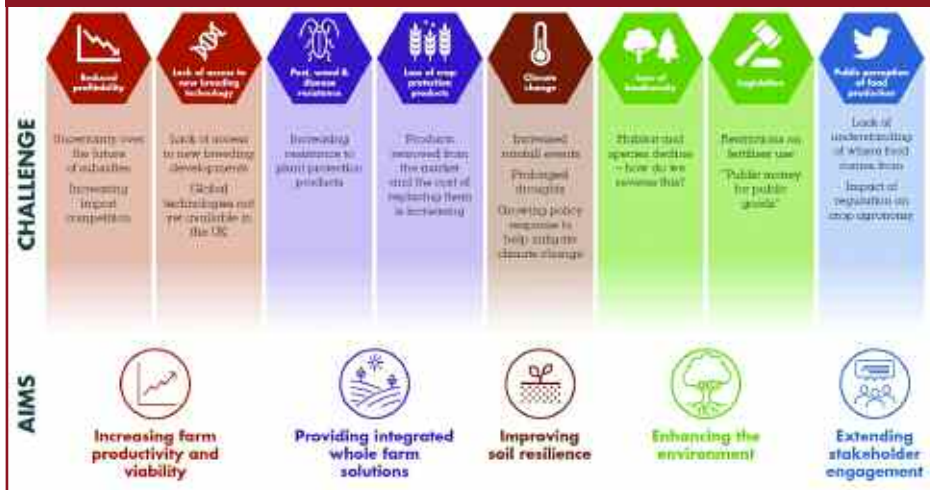 CHALLENGE
Reduced
profitability
Uncertainty over
the future
of subsidies
Increasing
import
competition
Lack of access to
new breeding
technology
Lack of access
to new breeding
developments
Global
technologies not
yet available in
the UK
Pest, weed &
disease
resistance
Increasing
resistance to
plant protection
products
Loss of crop
protection
products
Products
removed from
the market
and the cost of
replacing them
is increasing
Climate
change
Increased
rainfall events
Prolonged
droughts
Growing policy
response to
help mitigate
climate change
Loss of
biodiversity
Habitat and
species decline
– how do we
reverse this?
Legislation
Restrictions on
fertiliser use
"Public money
for public
goods"
Public perception
of food
production
Lack of
understanding
of where food
comes from
Impact of
regulation on
crop agronomy
AIMS
Increasing farm
productivity and
viability
Providing integrated
whole farm
solutions
Improving
soil resilience
Enhancing the
environment
Extending
stakeholder
engagement